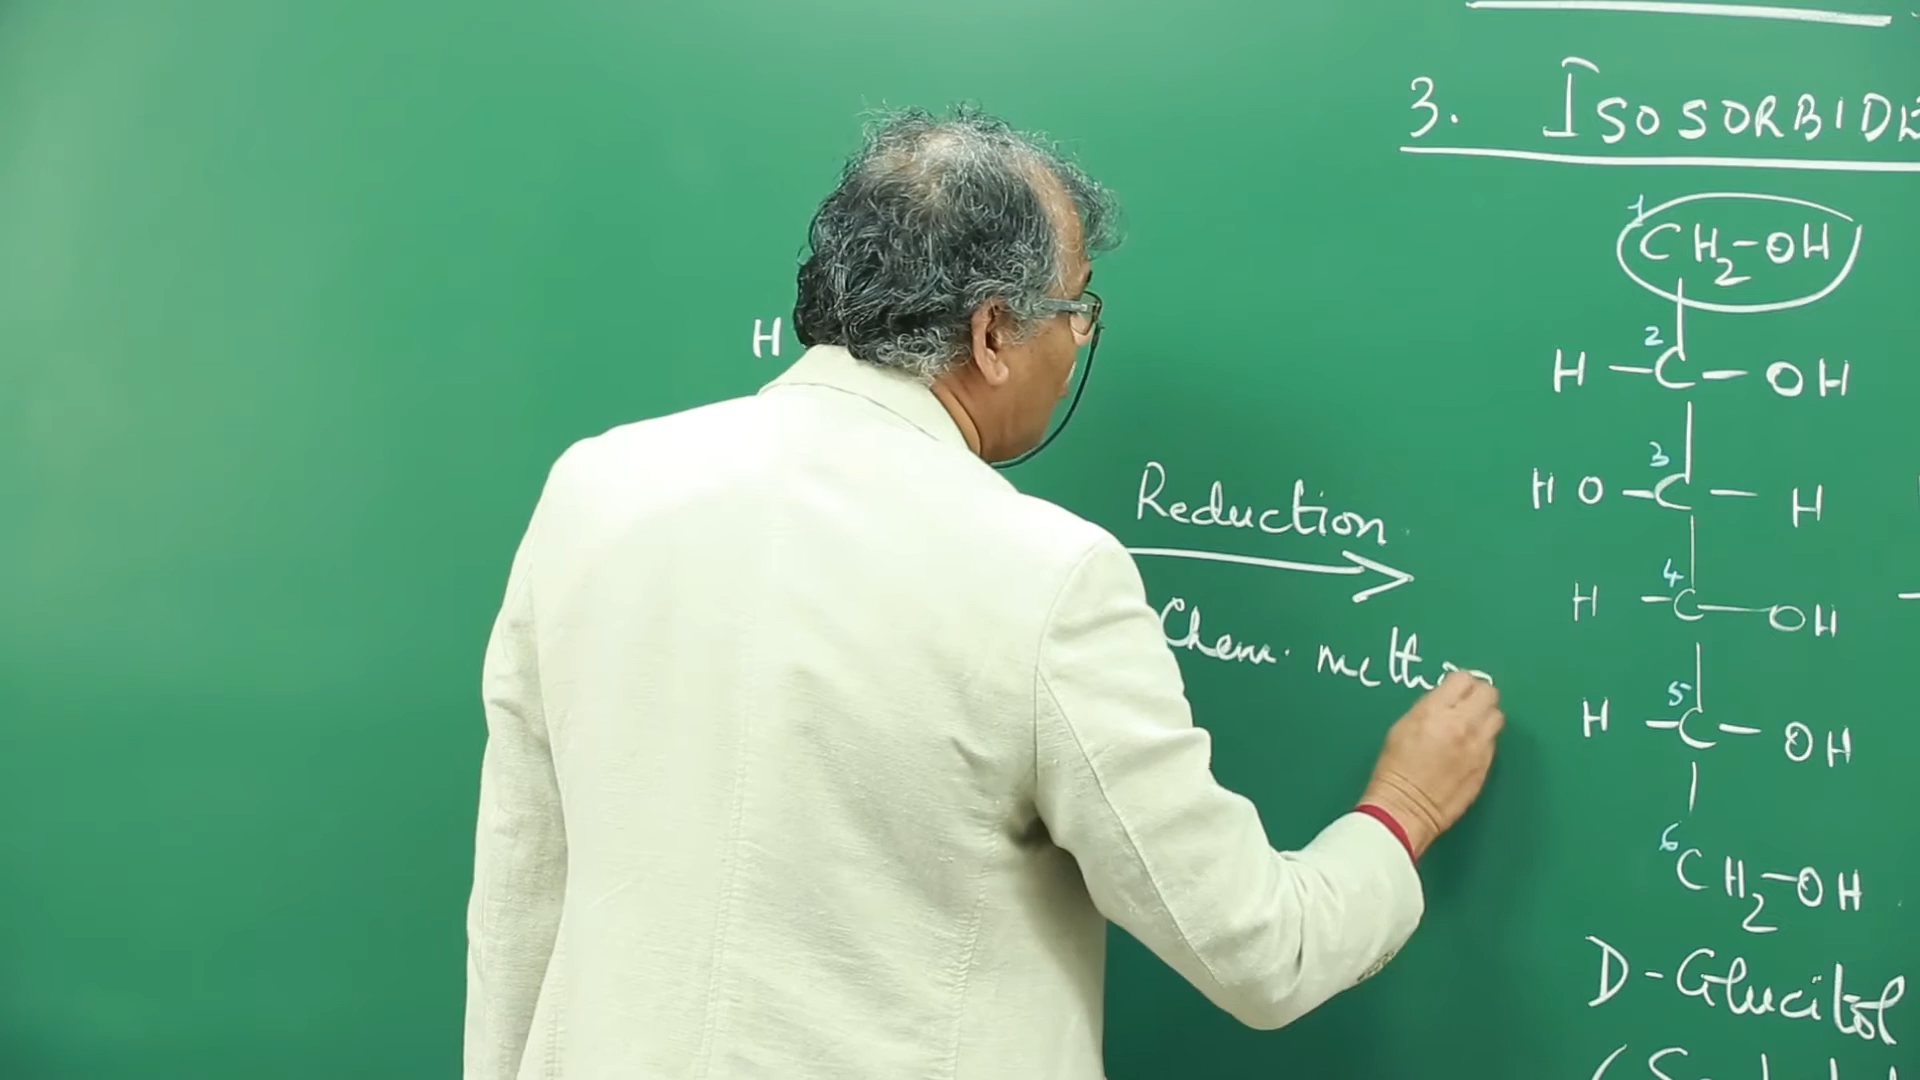 3. ISOSORBIDE
1
CH2-OH
2
H-C-OH
3
HO-C-H
4
H-C-OH
5
H-C-OH
6
CH2-OH
D-Glucitol
H
Reduction
Chem. metho